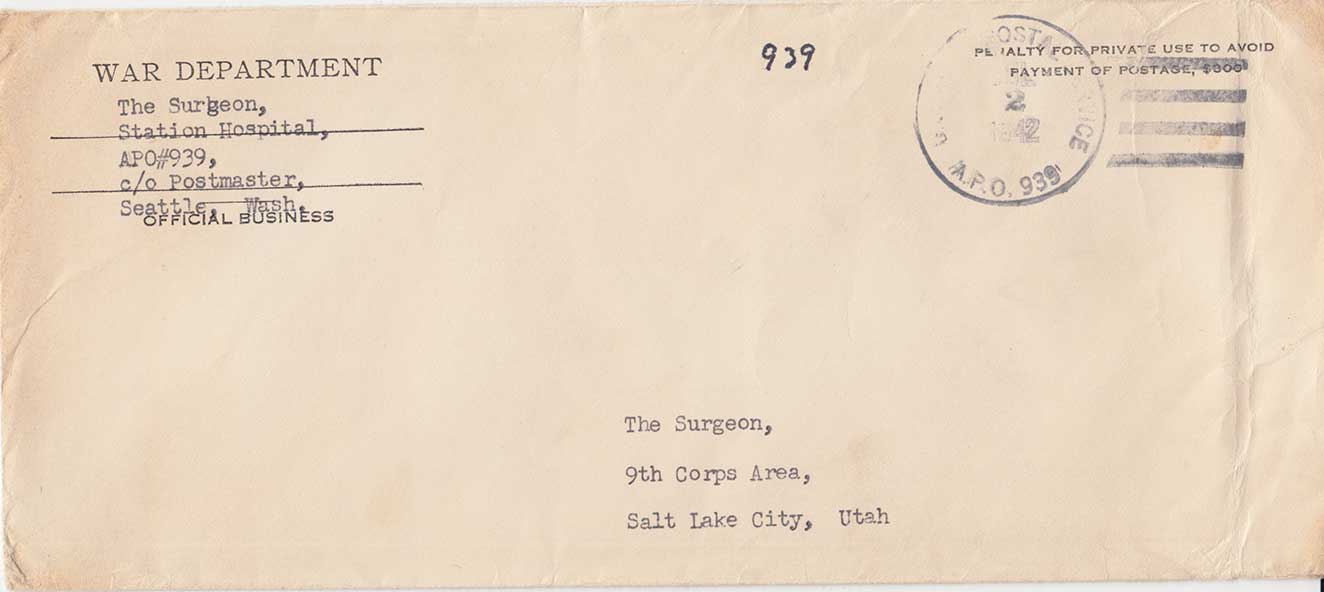 WAR DEPARTMENT
The Surgeon,
Station Hospital,
APO#939,
c/o Postmaster,
Seattle, Wash.
OFFICIAL BUSINESS
939
PENALTY FOR PRIVATE USE TO AVOID
PAYMENT OF POSTAGE, $300
POSTAL
2
1942
A.P.O. 939
The Surgeon,
9th Corps Area,
Salt Lake City, Utah